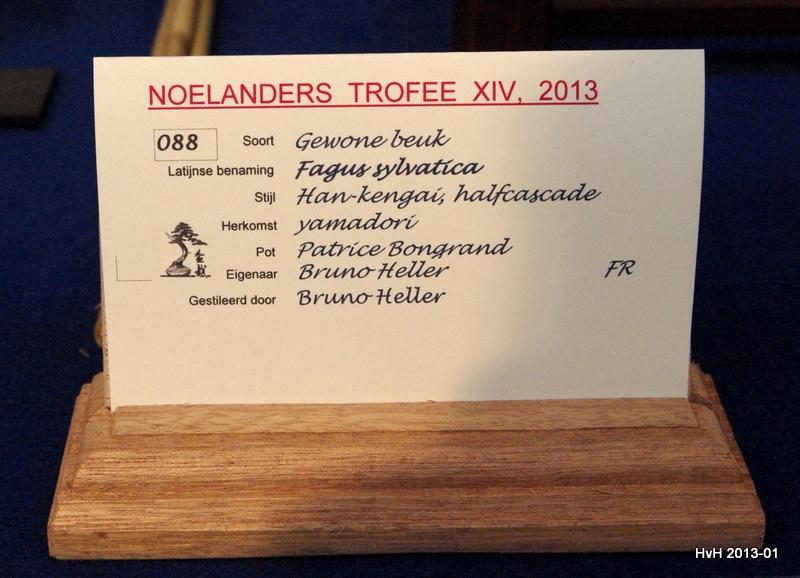 NOELANDERS TROFEE XIV, 2013
088 Soort Gewone beuk
Latijnse benaming Fagus sylvatica
Stijl Han-kengai, halfcascade
Herkomst yamadori
Pot Patrice Bongrand
Eigenaar Bruno Heller FR
Gestileerd door Bruno Heller
HvH 2013-01